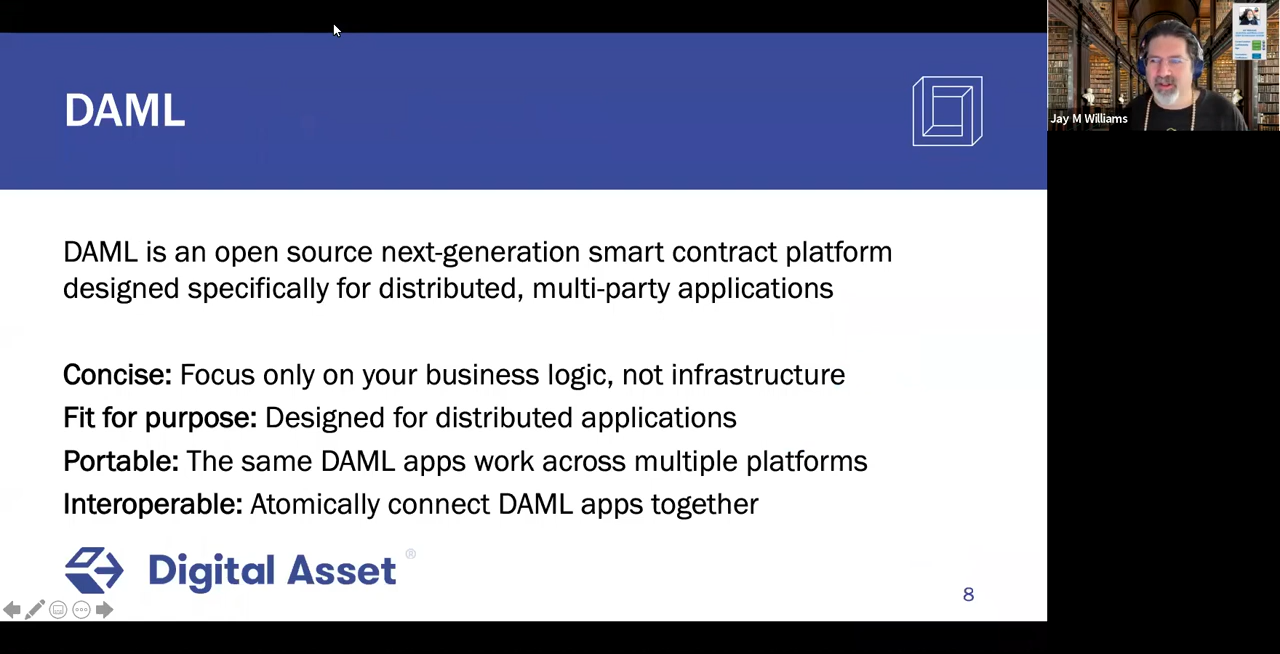 DAML
DAML is an open source next-generation smart contract platform
designed specifically for distributed, multi-party applications
Concise: Focus only on your business logic, not infrastructure
Fit for purpose: Designed for distributed applications
Portable: The same DAML apps work across multiple platforms
Interoperable: Atomically connect DAML apps together
Digital Asset ®
8
Jay M Williams